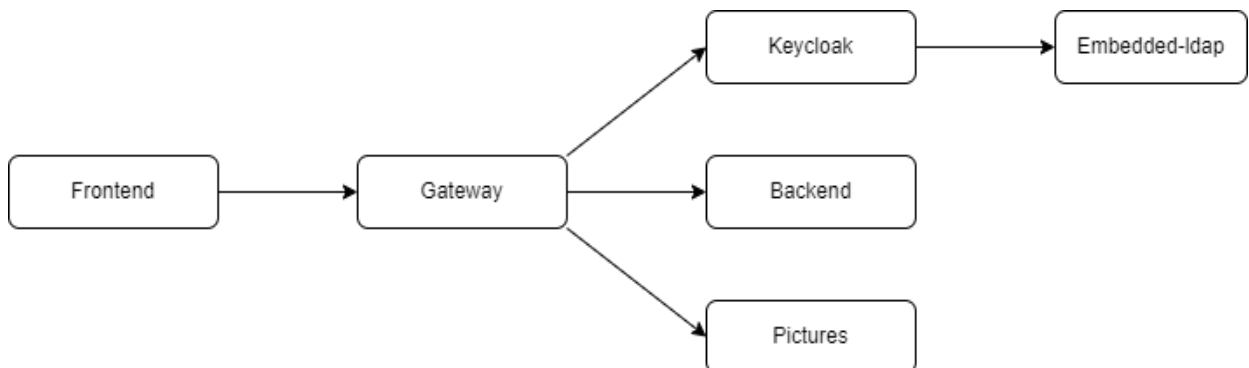 Keycloak
Embedded-ldap
Frontend
Gateway
Backend
Pictures